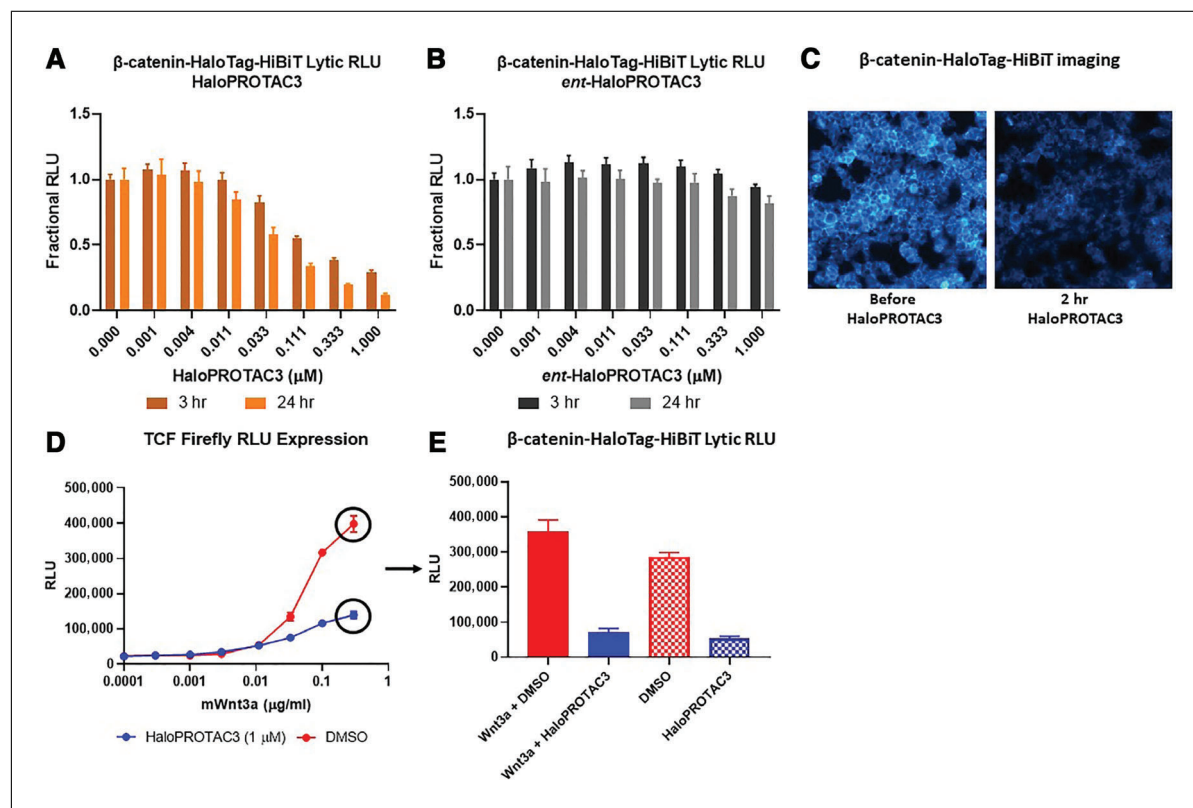 A
β-catenin-HaloTag-HiBiT Lytic RLU
HaloPROTAC3
Fractional RLU
1.5
1.0
0.5
0.0
0.000
0.001
0.004
0.011
0.033
0.111
0.333
1.000
HaloPROTAC3 (μM)
3 hr
24 hr
B
β-catenin-HaloTag-HiBiT Lytic RLU
ent-HaloPROTAC3
Fractional RLU
1.5
1.0
0.5
0.0
0.000
0.001
0.004
0.011
0.033
0.111
0.333
1.000
ent-HaloPROTAC3 (μM)
3 hr
24 hr
C
β-catenin-HaloTag-HiBiT imaging
Before
HaloPROTAC3
2 hr
HaloPROTAC3
D
TCF Firefly RLU Expression
RLU
500,000
400,000
300,000
200,000
100,000
0
0.0001
0.001
0.01
0.1
1
mWnt3a (μg/ml)
HaloPROTAC3 (1 μM)
DMSO
E
β-catenin-HaloTag-HiBiT Lytic RLU
RLU
500,000
400,000
300,000
200,000
100,000
0
Wnt3a + DMSO
Wnt3a + HaloPROTAC3
DMSO
HaloPROTAC3